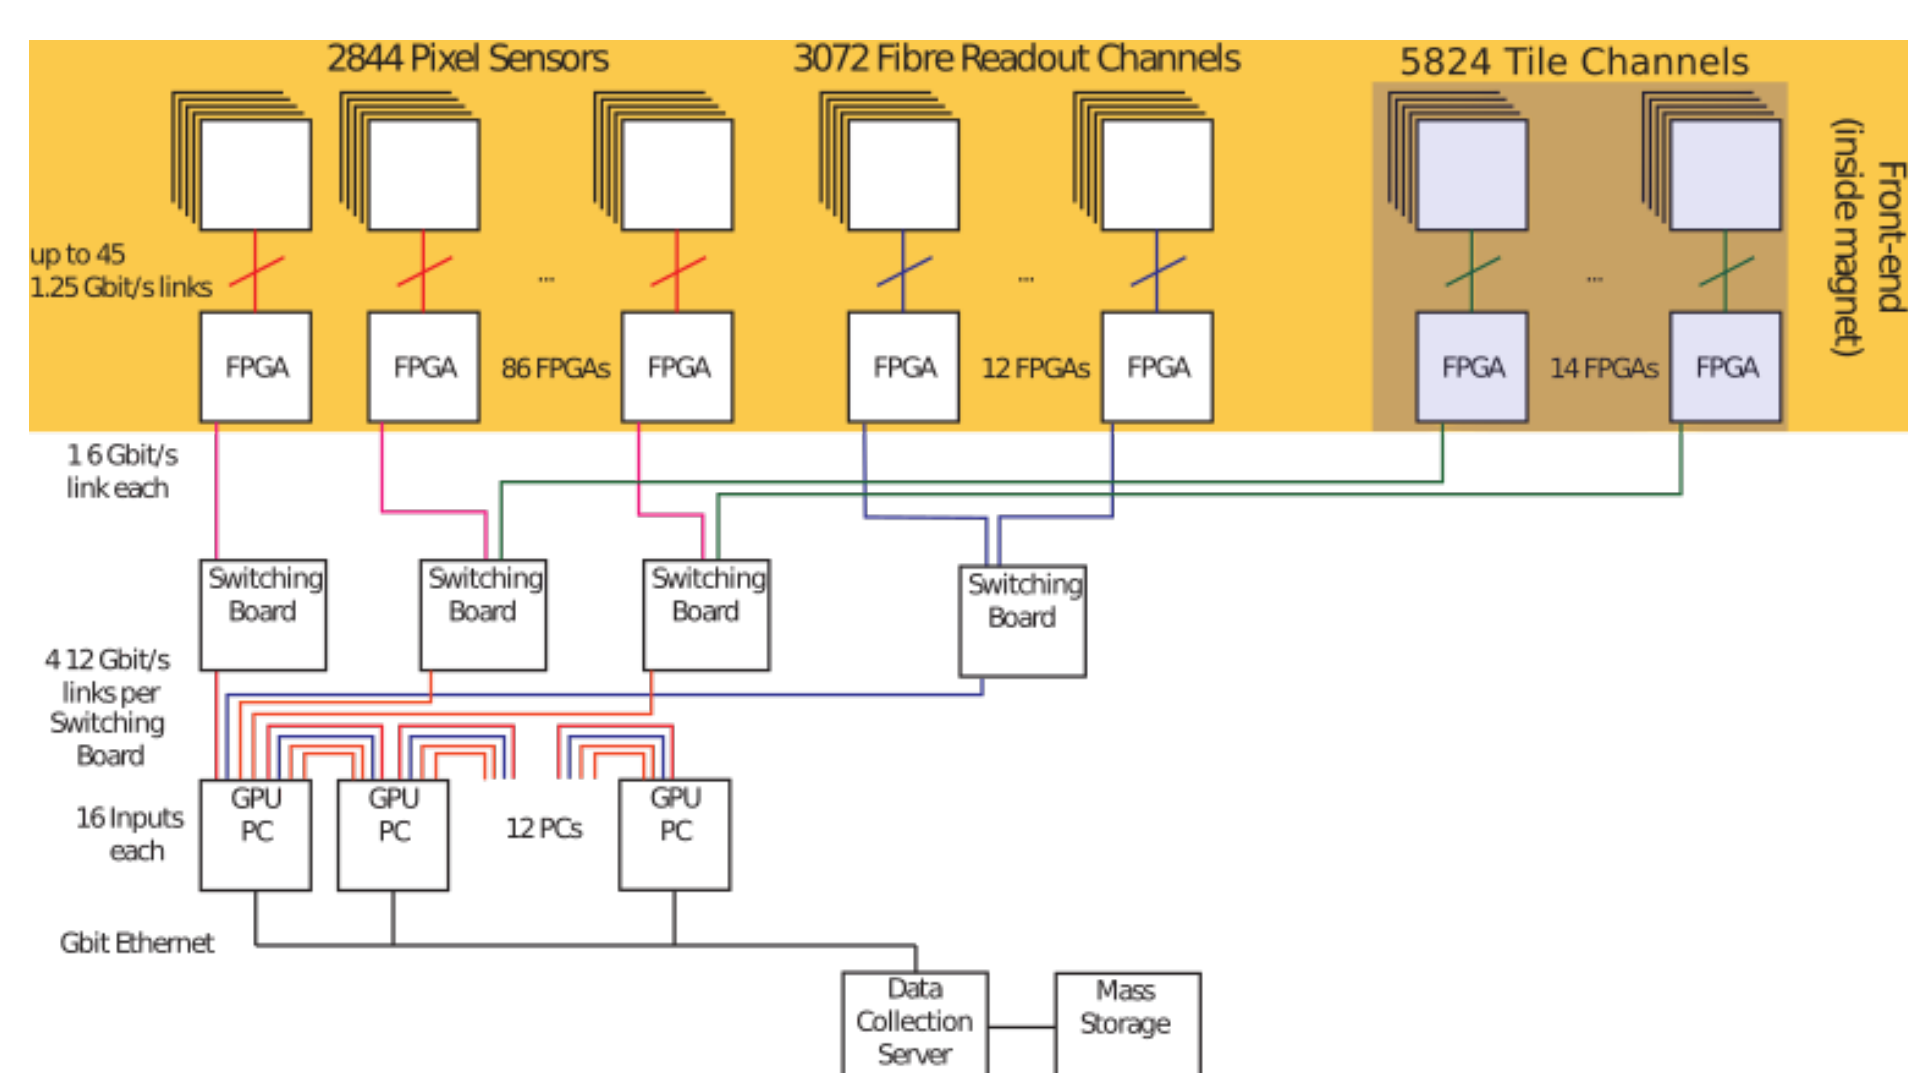 2844 Pixel Sensors
3072 Fibre Readout Channels
5824 Tile Channels
Front-end
(inside magnet)
up to 45
1.25 Gbit/s links
...
...
...
FPGA
FPGA
86 FPGAs
FPGA
FPGA
12 FPGAs
FPGA
FPGA
14 FPGAs
FPGA
1 6 Gbit/s
link each
Switching
Board
Switching
Board
Switching
Board
Switching
Board
4 12 Gbit/s
links per
Switching
Board
16 Inputs
each
GPU
PC
GPU
PC
12 PCs
GPU
PC
Gbit Ethernet
Data
Collection
Server
Mass
Storage